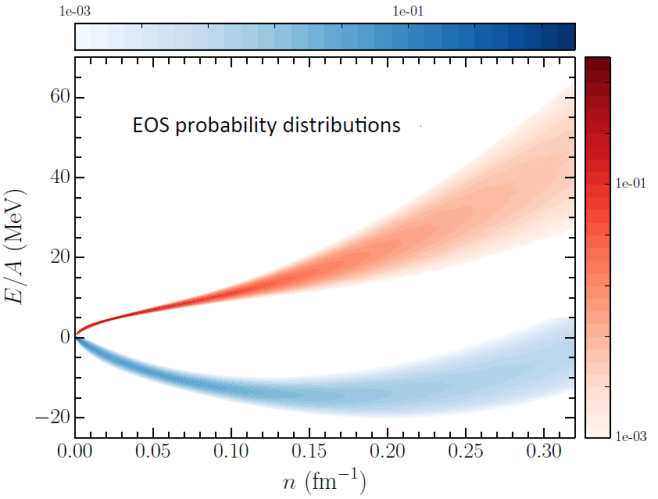 1e-03 1e-01
60
EOS probability distributions
40
1e-01
20
0
−20
1e-03
E/A (MeV)
0.00 0.05 0.10 0.15 0.20 0.25 0.30
n (fm⁻¹)